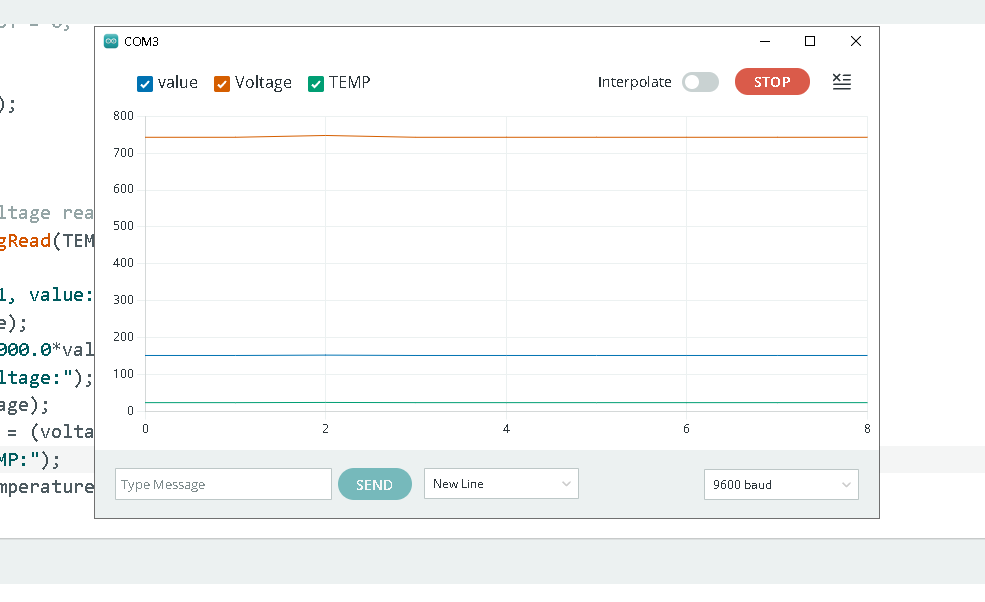 COM3
value Voltage TEMP Interpolate STOP
);
800
700
ltage rea
600
gRead(TEM
500
400
1, value:
300
e);
200
000.0*val
ltage:");
100
age);
0
0 2 4 6 8
= (volta
MP:");
Type Message SEND New Line 9600 baud
mperature